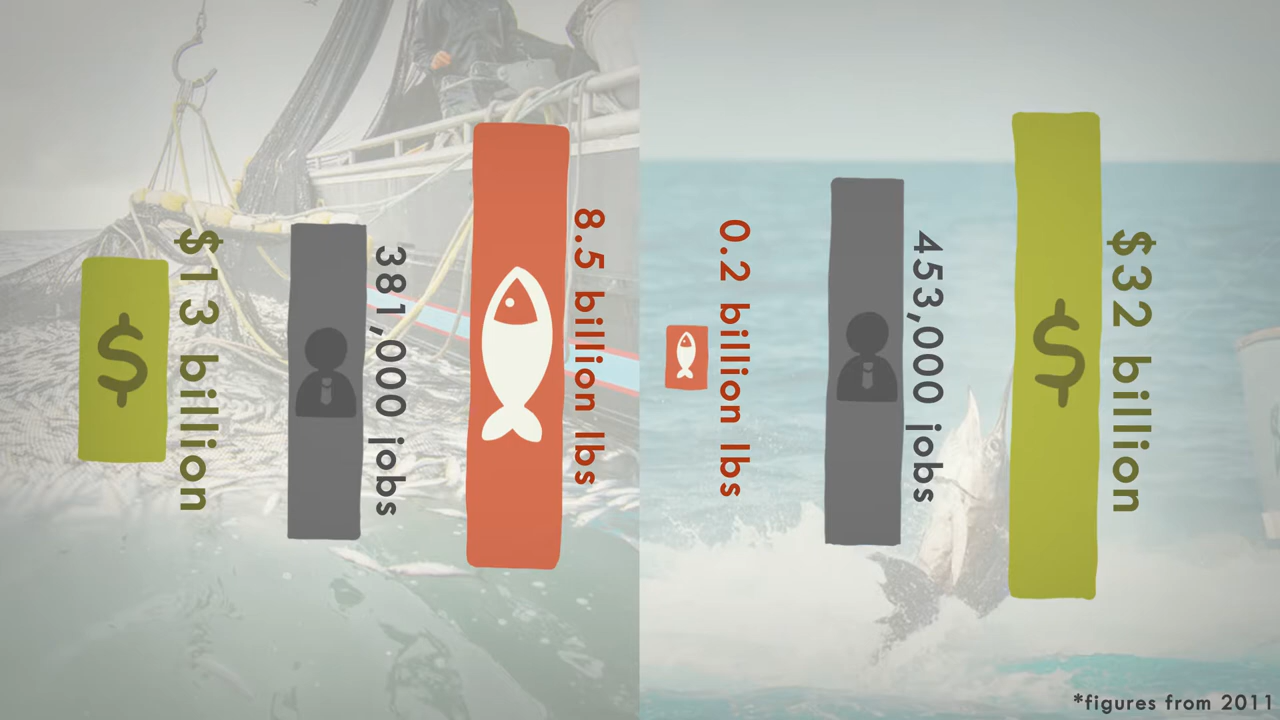 $13 billion
381,000 jobs
8.5 billion lbs
0.2 billion lbs
453,000 jobs
$32 billion
*figures from 2011